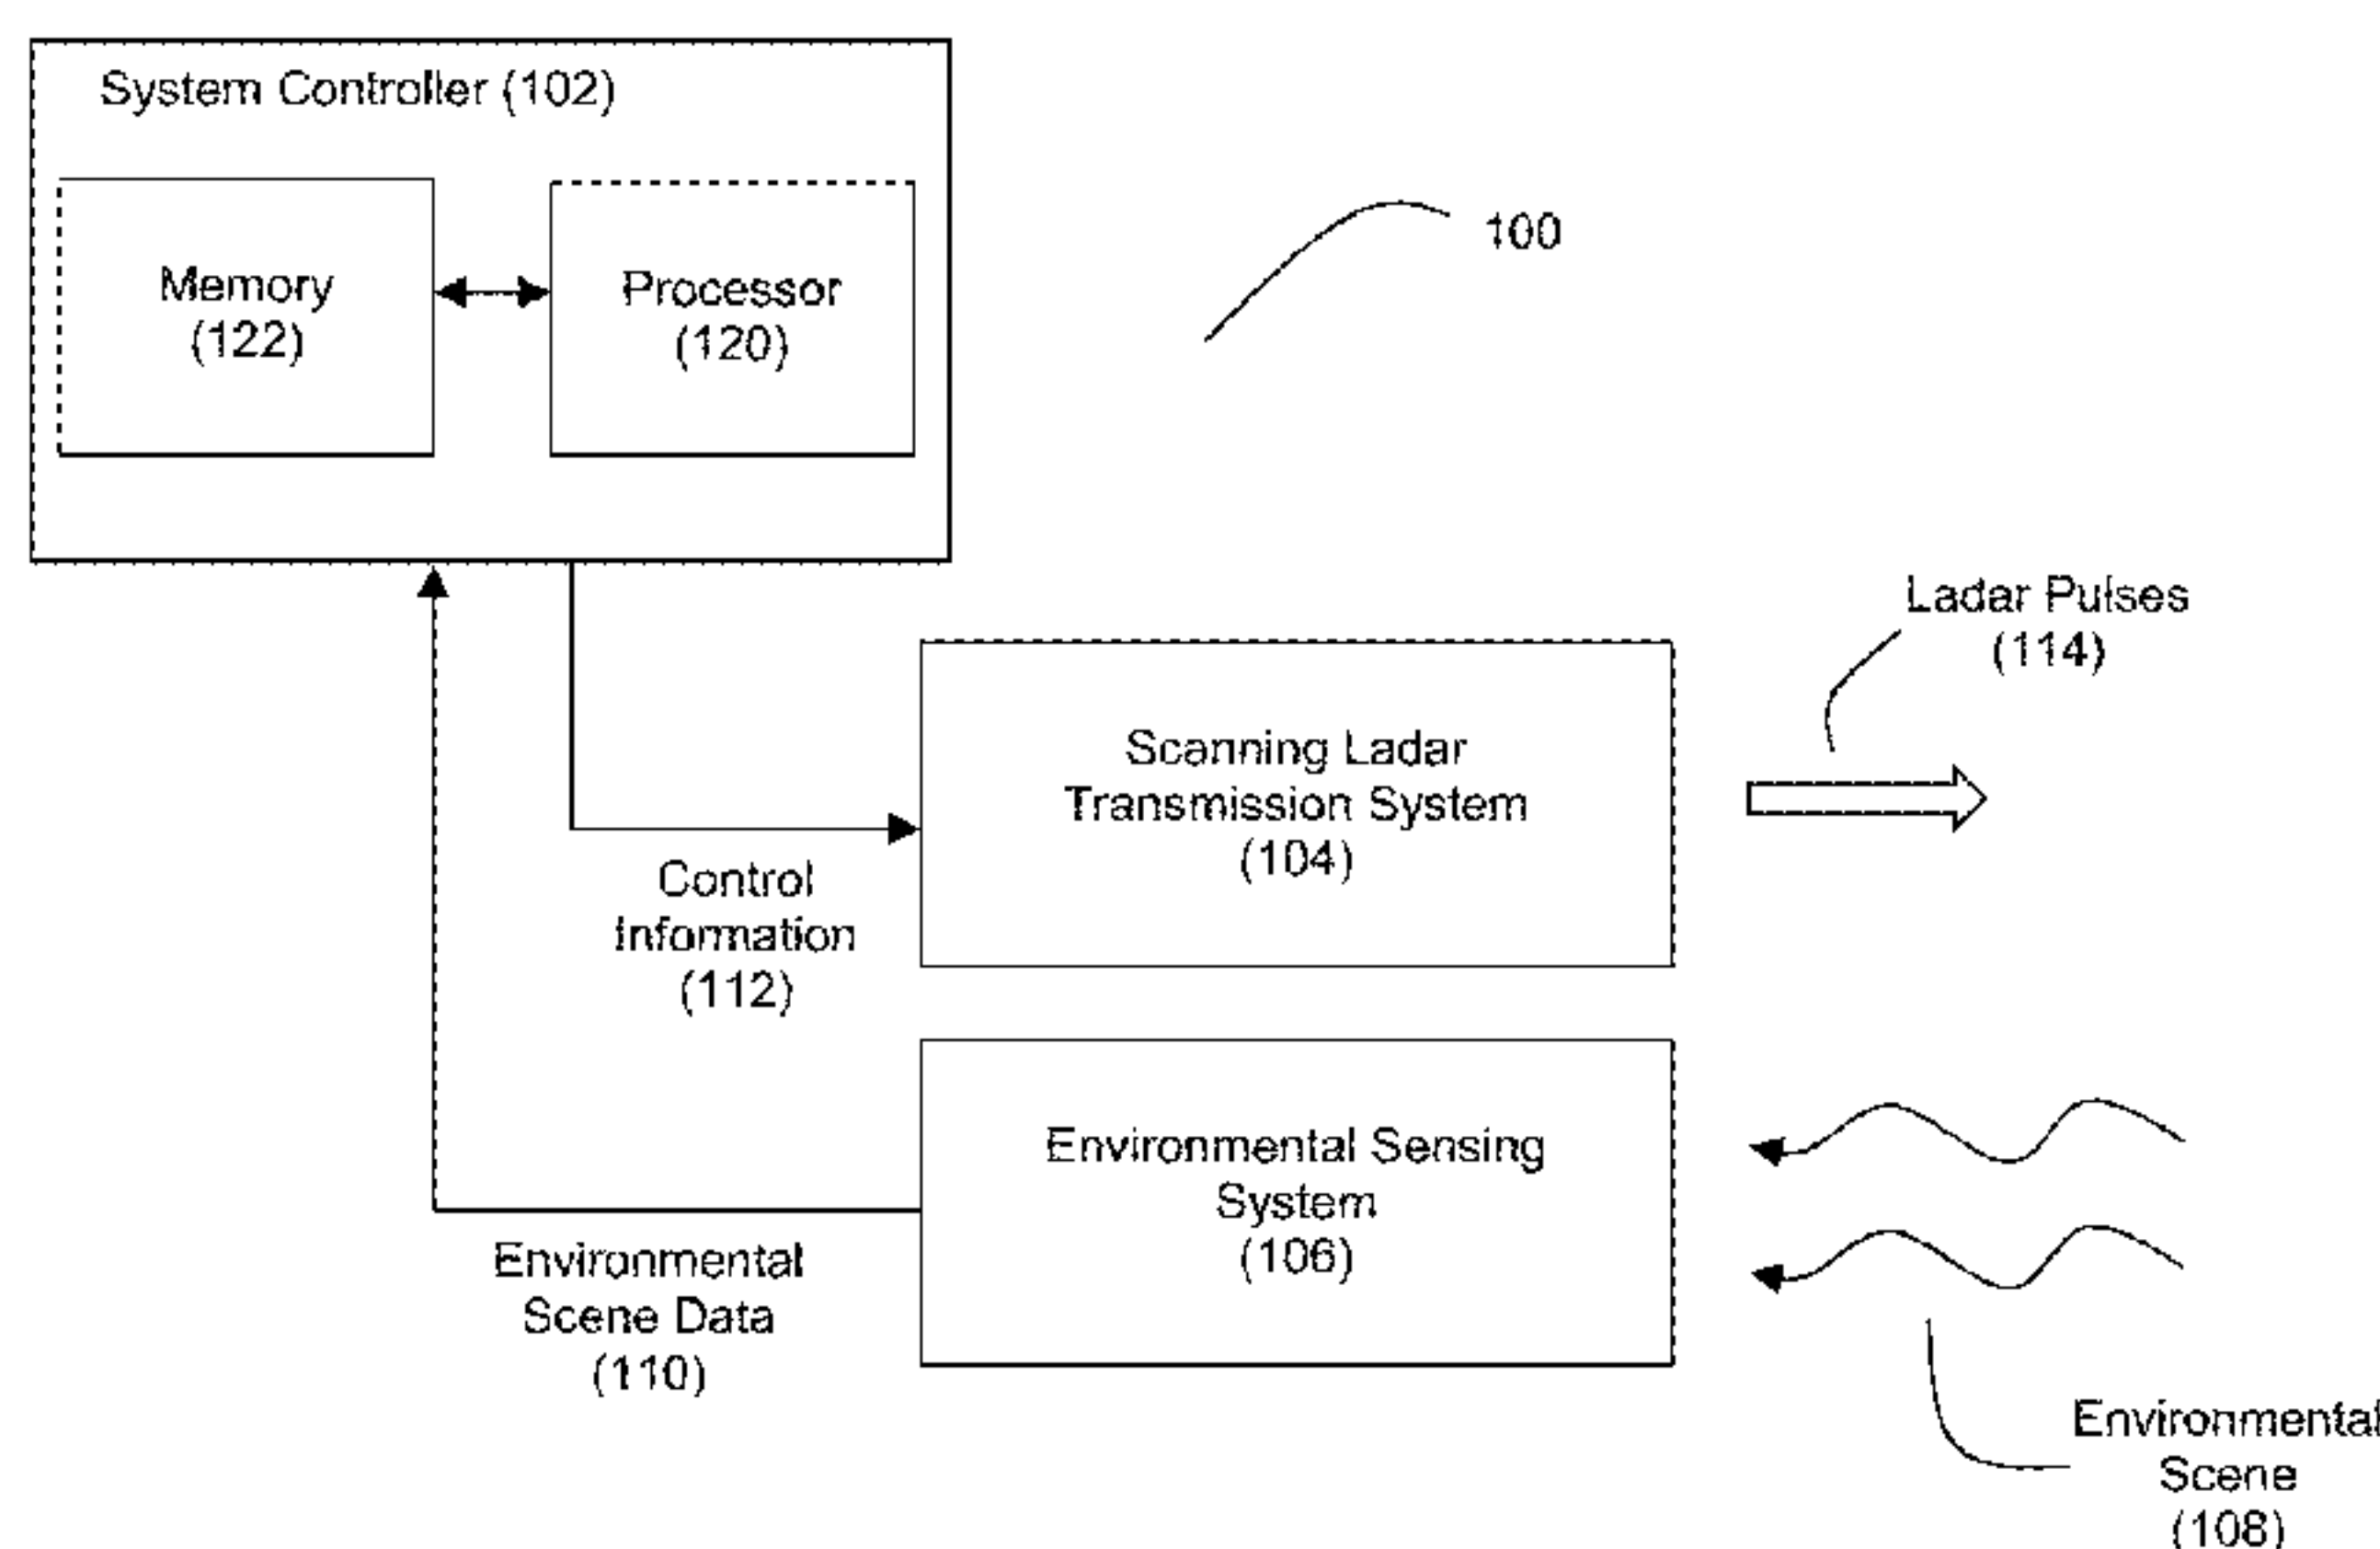 System Controller (102)
Memory
(122)
Processor
(120)
100
Ladar Pulses
(114)
Scanning Ladar
Transmission System
(104)
Control
Information
(112)
Environmental Sensing
System
(106)
Environmental
Scene Data
(110)
Environmental
Scene
(108)